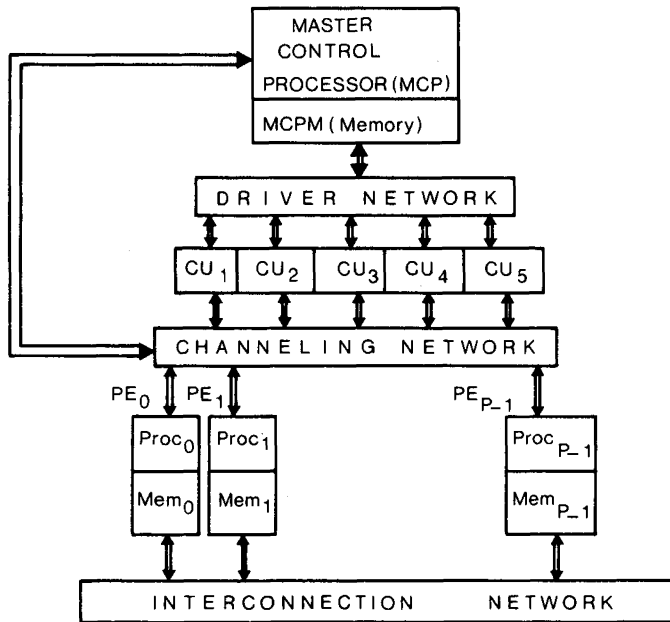 MASTER
CONTROL
PROCESSOR (MCP)
MCPM (Memory)
DRIVER NETWORK
CU1 CU2 CU3 CU4 CU5
CHANNELING NETWORK
PE0 PE1 PEP-1
Proc0 Proc1 ProcP-1
Mem0 Mem1 MemP-1
INTERCONNECTION NETWORK